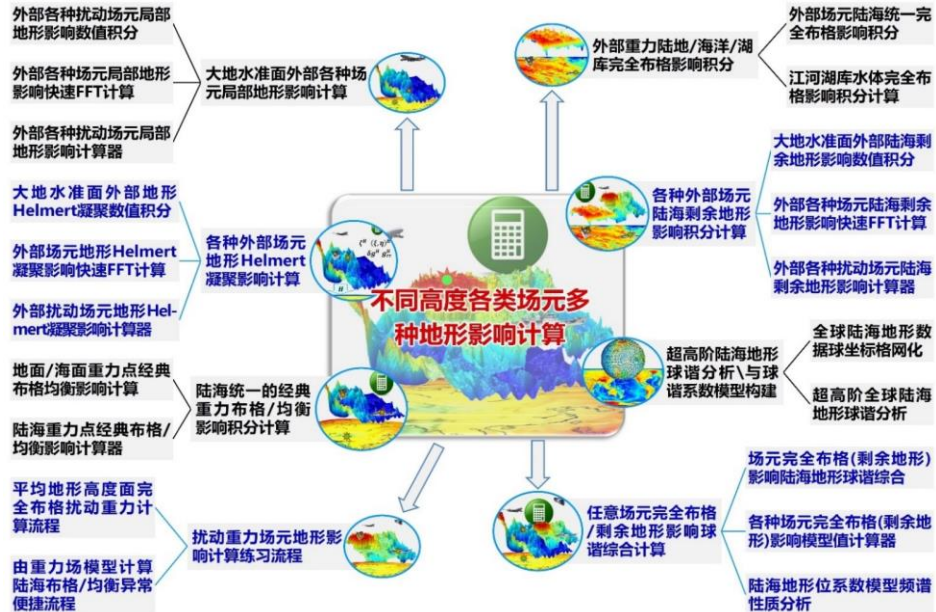 外部各种扰动场元局部
地形影响数值积分
外部各种场元局部地形
影响快速FFT计算
外部各种扰动场元局部
地形影响计算器
大地水准面外部各种场
元局部地形影响计算
外部重力陆地/海洋/湖
库完全布格影响积分
外部场元陆海统一完
全布格影响积分
江河湖库水体完全布
格影响积分计算
大地水准面外部地形
Helmert凝聚数值积分
外部场元地形Helmert
凝聚影响快速FFT计算
外部扰动场元地形Hel-
mert凝聚影响计算器
各种外部场元
地形Helmert
凝聚影响计算
各种外部场元
陆海剩余地形
影响积分计算
大地水准面外部陆海剩
余地形影响数值积分
外部各种场元陆海剩余
地形影响快速FFT计算
外部各种扰动场元陆海
剩余地形影响计算器
不同高度各类场元多
种地形影响计算
地面/海面重力点经典
布格均衡影响计算
陆海重力点经典布格/
均衡影响计算器
陆海统一的经典
重力布格/均衡
影响积分计算
超高阶陆海地形
球谐分析\与球
谐系数模型构建
全球陆海地形数
据球坐标格网化
超高阶全球陆海
地形球谐分析
平均地形高度面完
全布格扰动重力计
算流程
由重力场模型计算
陆海布格/均衡异常
便捷流程
扰动重力场元地形影
响计算练习流程
任意场元完全布格
/剩余地形影响球
谐综合计算
场元完全布格(剩余地形)
影响陆海地形球谐综合
各种场元完全布格(剩余地
形)影响模型值计算器
陆海地形位系数模型频谱
性质分析